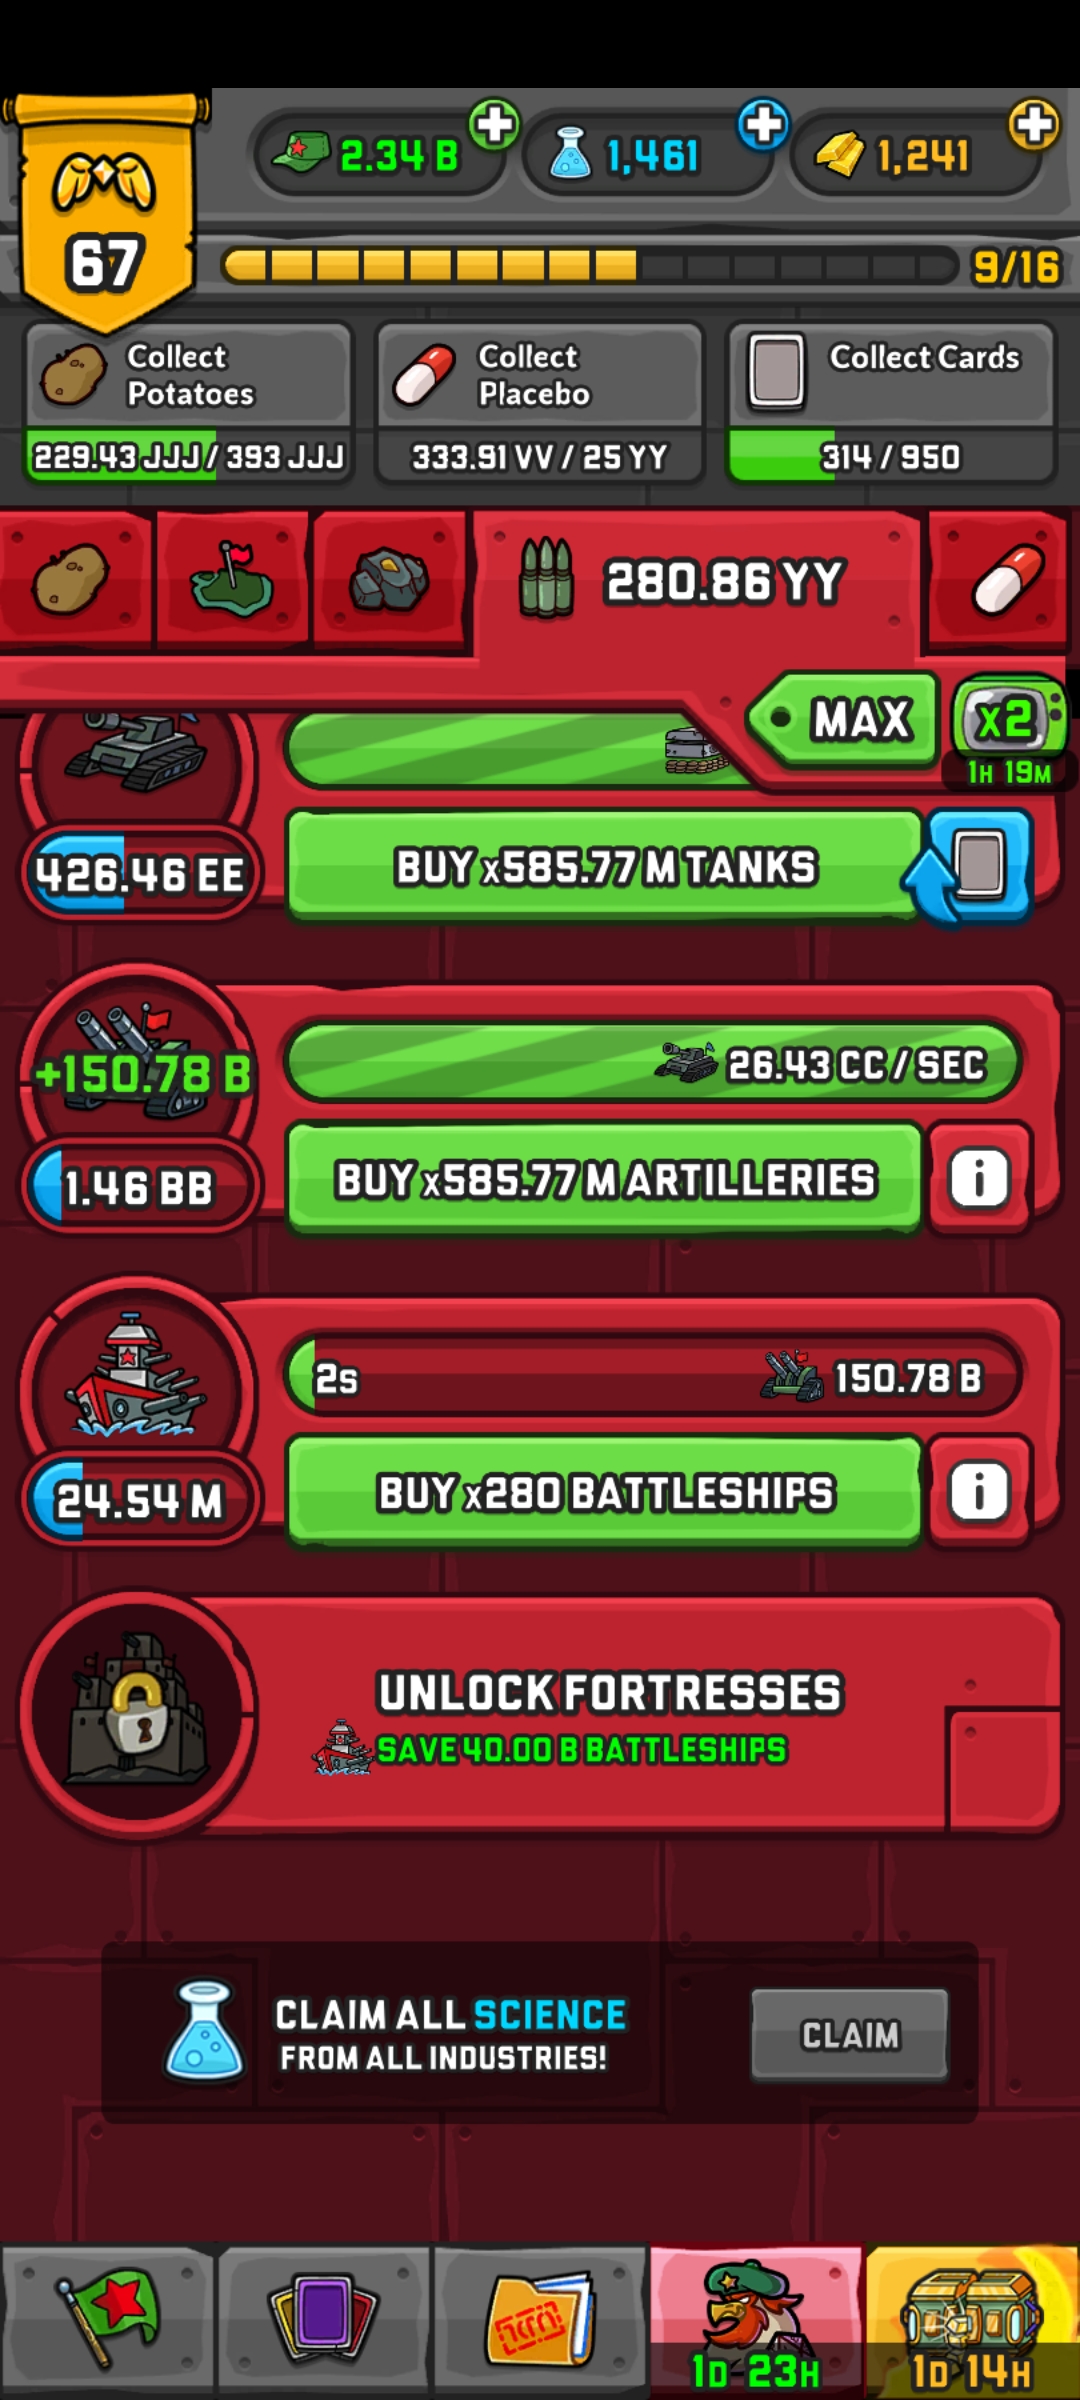 2.34 B
1,461
1,241
67
9/16
Collect
Potatoes
229.43 JJJ / 393 JJJ
Collect
Placebo
333.91 VV / 25 YY
Collect Cards
314 / 950
280.86 YY
MAX
x2
1H 19M
426.46 EE
BUY x585.77 M TANKS
+150.78 B
26.43 CC / SEC
1.46 BB
BUY x585.77 M ARTILLERIES
i
2s
150.78 B
24.54 M
BUY x280 BATTLESHIPS
i
UNLOCK FORTRESSES
SAVE 40.00 B BATTLESHIPS
CLAIM ALL SCIENCE
FROM ALL INDUSTRIES!
CLAIM
1D 23H
1D 14H